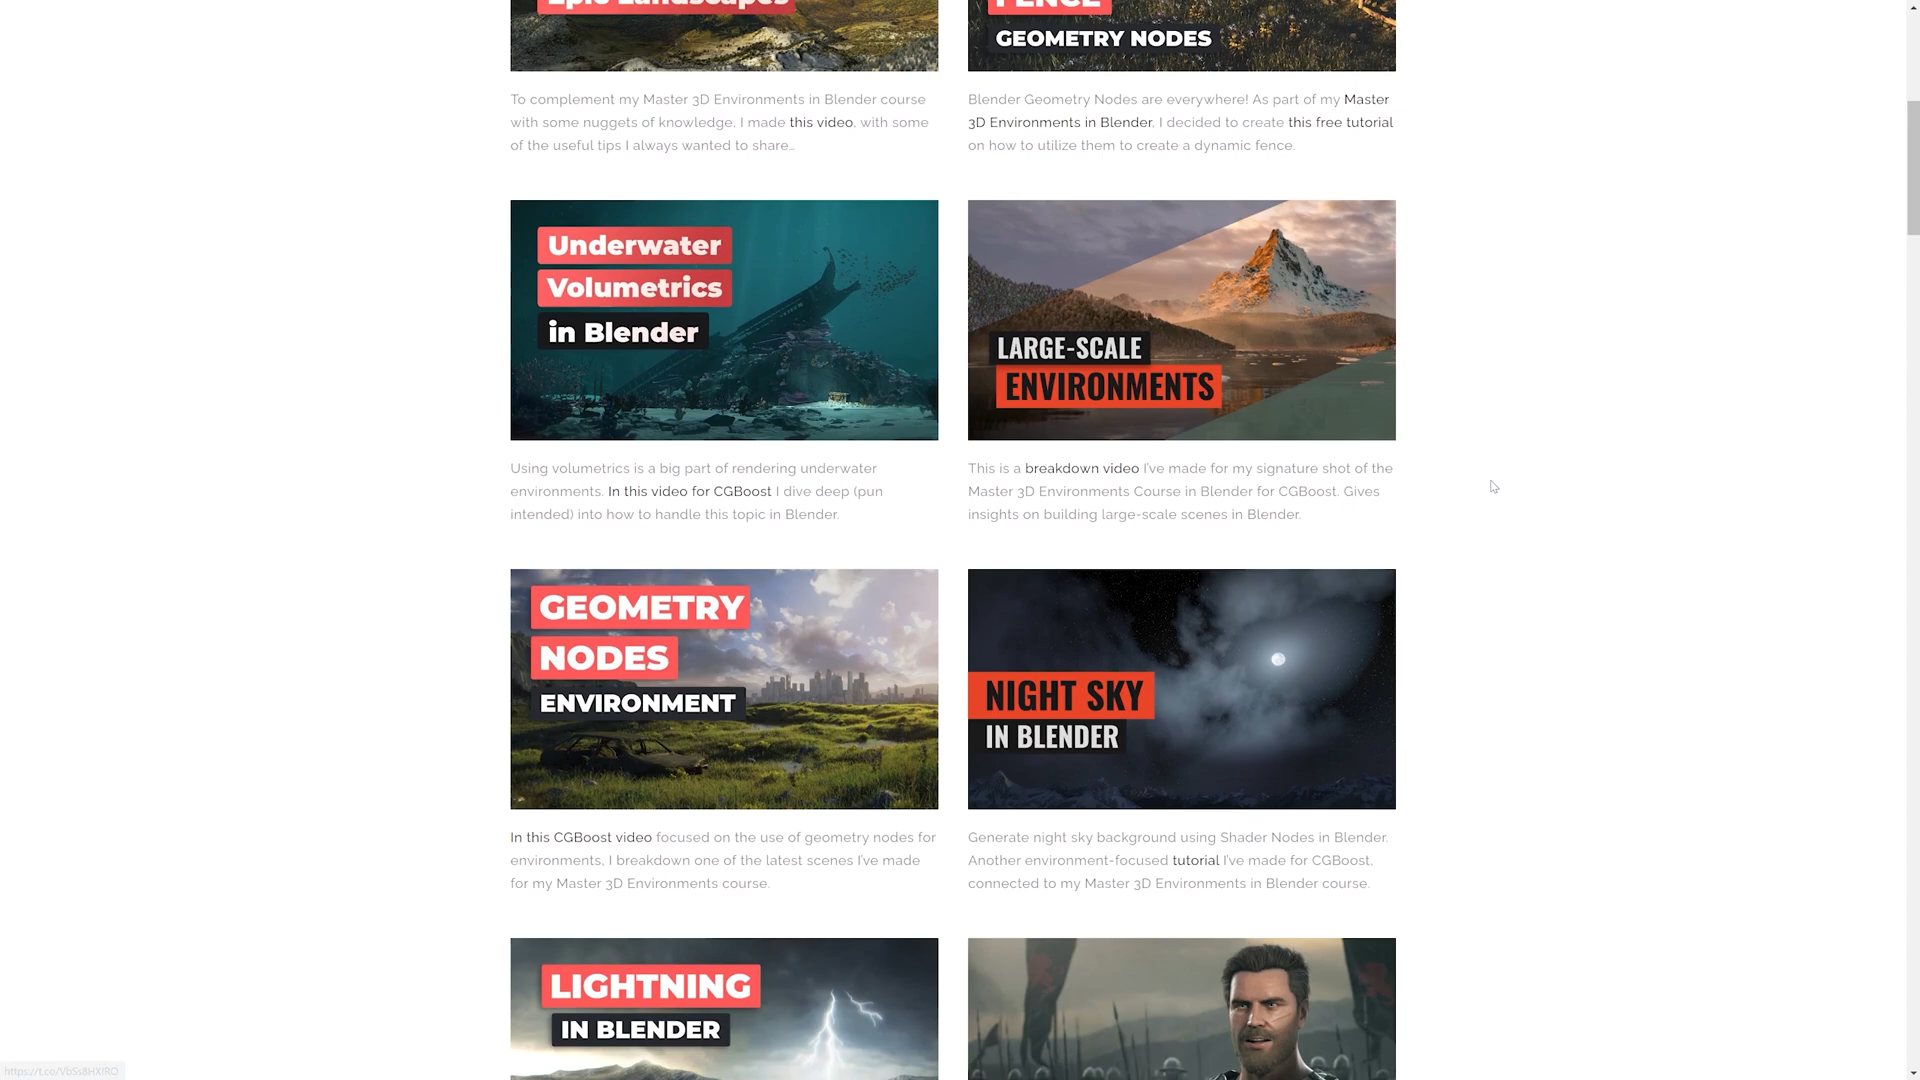 Epic Landscapes
FENCE
GEOMETRY NODES
To complement my Master 3D Environments in Blender course
with some nuggets of knowledge, I made this video, with some
of the useful tips I always wanted to share…
Blender Geometry Nodes are everywhere! As part of my Master
3D Environments in Blender, I decided to create this free tutorial
on how to utilize them to create a dynamic fence.
Underwater
Volumetrics
in Blender
LARGE-SCALE
ENVIRONMENTS
Using volumetrics is a big part of rendering underwater
environments. In this video for CGBoost I dive deep (pun
intended) into how to handle this topic in Blender.
This is a breakdown video I've made for my signature shot of the
Master 3D Environments Course in Blender for CGBoost. Gives
insights on building large-scale scenes in Blender.
GEOMETRY
NODES
ENVIRONMENT
NIGHT SKY
IN BLENDER
In this CGBoost video focused on the use of geometry nodes for
environments, I breakdown one of the latest scenes I've made
for my Master 3D Environments course.
Generate night sky background using Shader Nodes in Blender.
Another environment-focused tutorial I've made for CGBoost,
connected to my Master 3D Environments in Blender course.
LIGHTNING
IN BLENDER